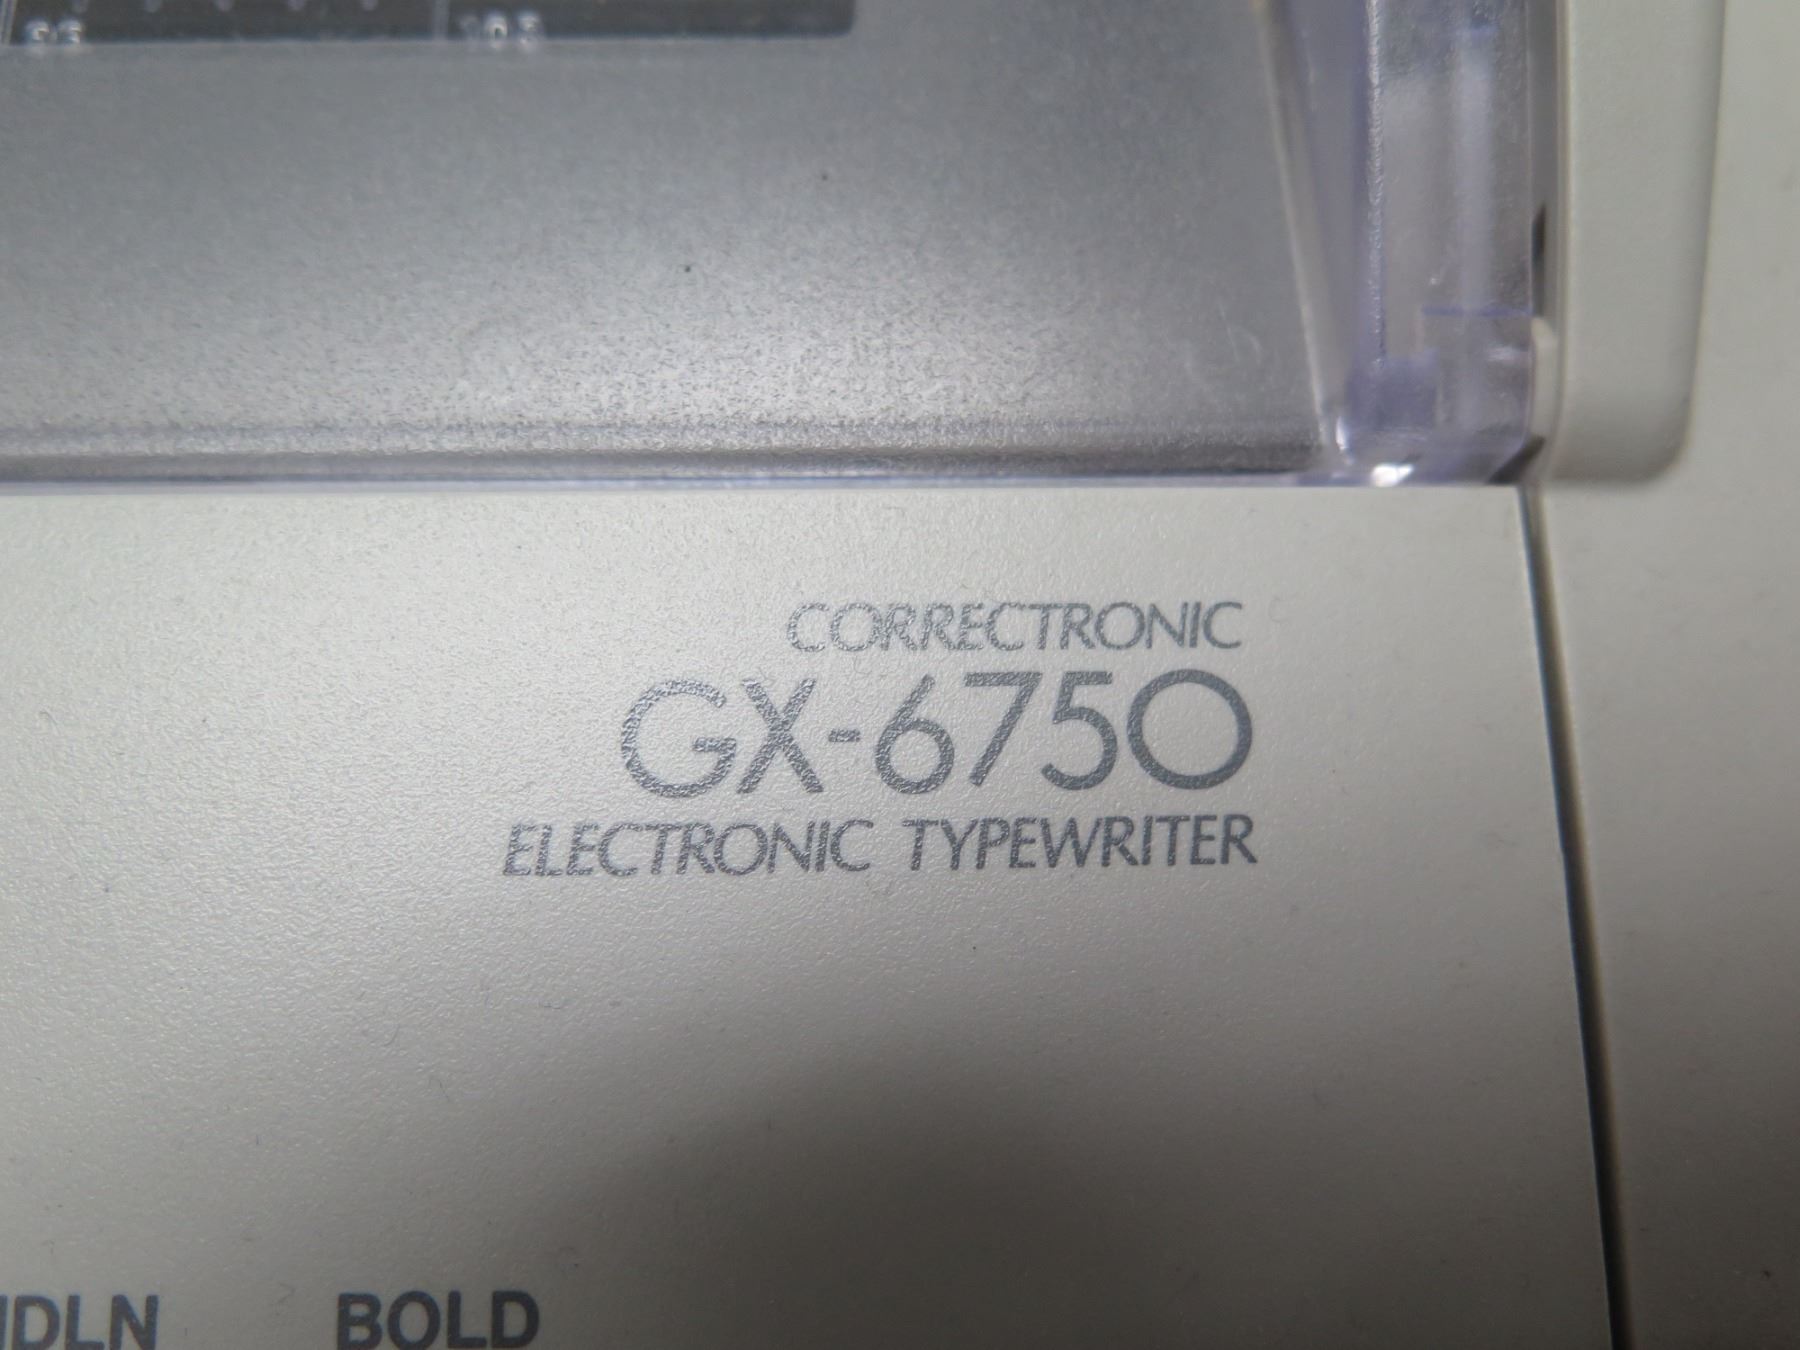 CORRECTRONIC
GX-6750
ELECTRONIC TYPEWRITER
BOLD